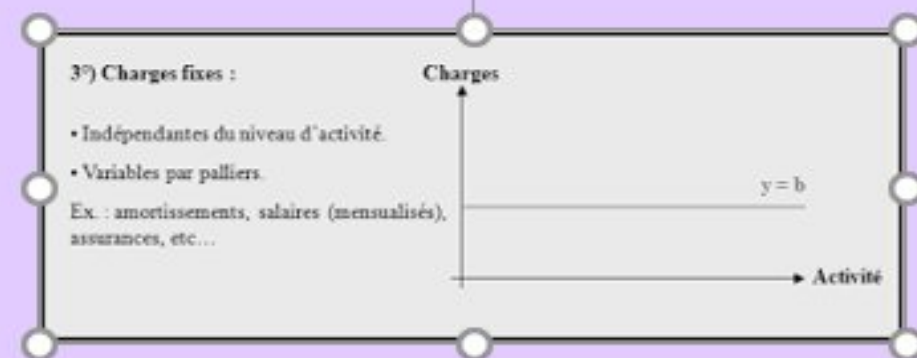 3°) Charges fixes :
Charges
• Indépendantes du niveau d'activité.
• Variables par palliers.
Ex. : amortissements, salaires (mensualisés),
assurances, etc…
y = b
Activité